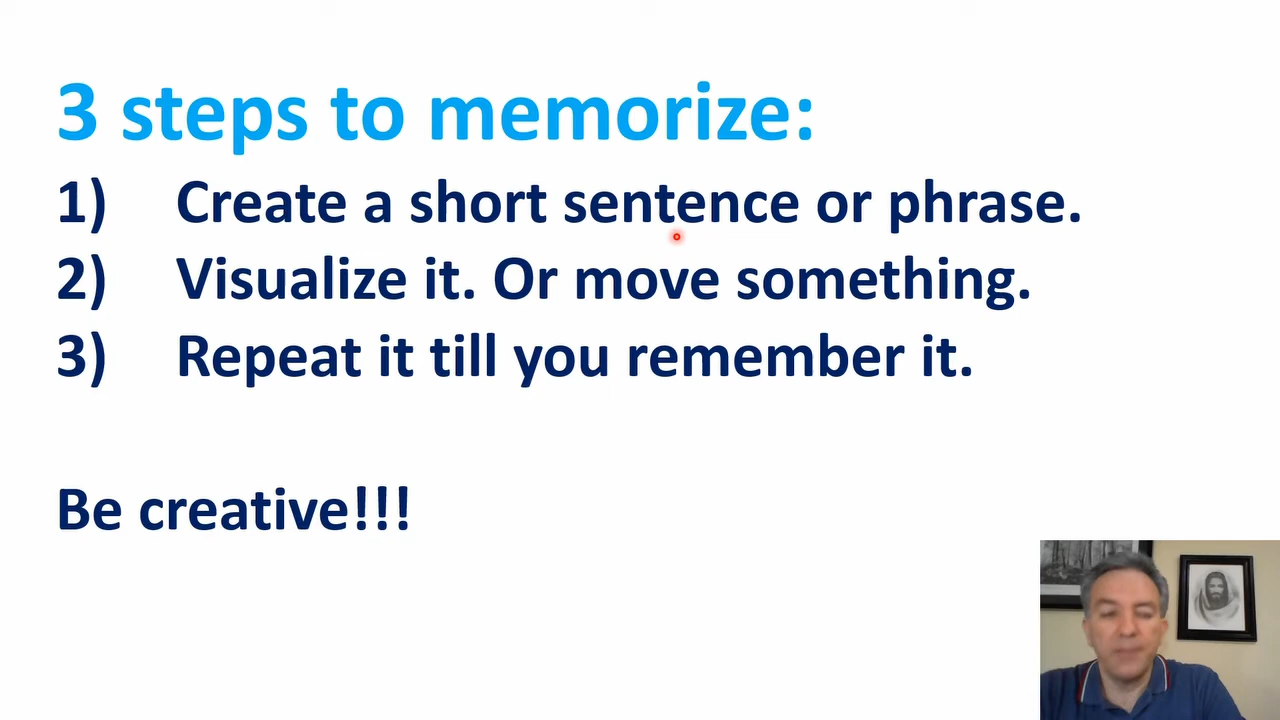 3 steps to memorize:
1) Create a short sentence or phrase.
2) Visualize it. Or move something.
3) Repeat it till you remember it.
Be creative!!!